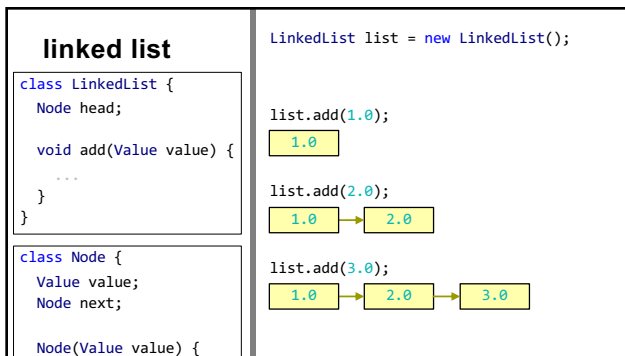 linked list
class LinkedList {
Node head;
void add(Value value) {
...
}
}
class Node {
Value value;
Node next;
Node(Value value) {
LinkedList list = new LinkedList();
list.add(1.0);
1.0
list.add(2.0);
1.0 2.0
list.add(3.0);
1.0 2.0 3.0